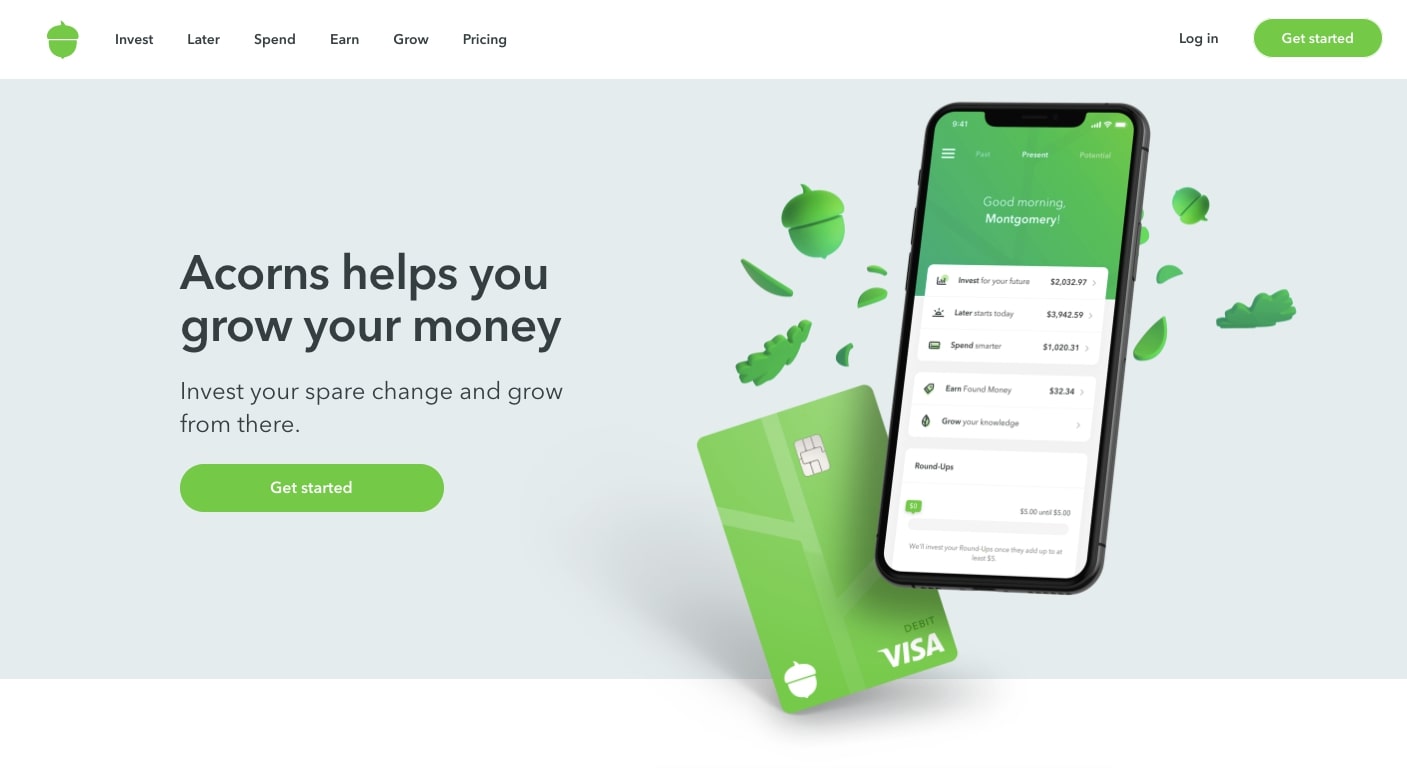 Invest
Later
Spend
Earn
Grow
Pricing
Log in
Get started
Acorns helps you
grow your money
Invest your spare change and grow
from there.
Get started
9:41
Past
Present
Potential
Good morning,
Montgomery!
Invest for your future $2,032.97
Later starts today $3,942.59
Spend smarter $1,020.31
Earn Found Money $32.34
Grow your knowledge
Round-Ups
$0
$5.00 until $5.00
We'll invest your Round-Ups once they add up to at
least $5.
DEBIT
VISA